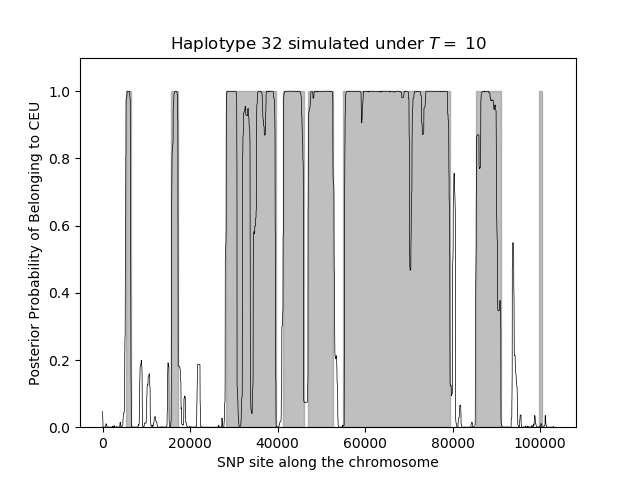 Haplotype 32 simulated under T = 10
Posterior Probability of Belonging to CEU
1.0
0.8
0.6
0.4
0.2
0.0
0 20000 40000 60000 80000 100000
SNP site along the chromosome